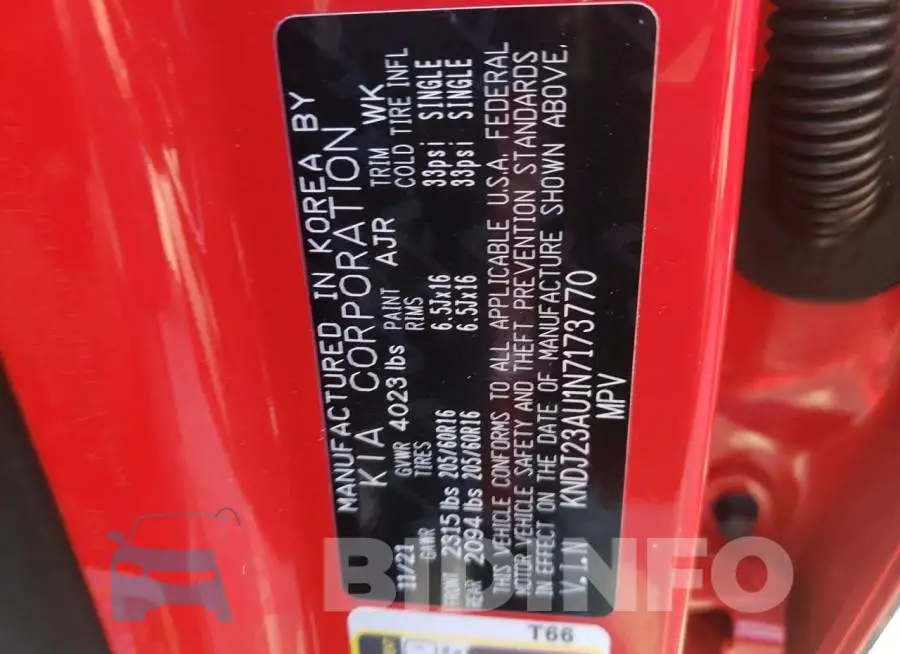 MANUFACTURED IN KOREA BY
KIA CORPORATION
11/21 GVWR 4023 lbs PAINT AJR TRIM WK
GAWR TIRES RIMS COLD TIRE INFL
FRONT 2315 lbs 205/60R16 6.5Jx16 33psi SINGLE
REAR 2094 lbs 205/60R16 6.5Jx16 33psi SINGLE
THIS VEHICLE CONFORMS TO ALL APPLICABLE U.S.A. FEDERAL
MOTOR VEHICLE SAFETY AND THEFT PREVENTION STANDARDS
IN EFFECT ON THE DATE OF MANUFACTURE SHOWN ABOVE.
V.I.N KNDJ23AU1N7173770
MPV
BIDINFO
T66